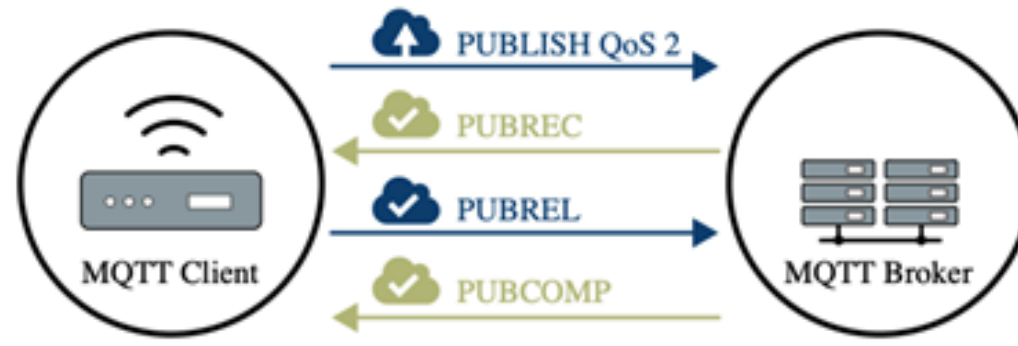 PUBLISH QoS 2
PUBREC
PUBREL
PUBCOMP
MQTT Client
MQTT Broker